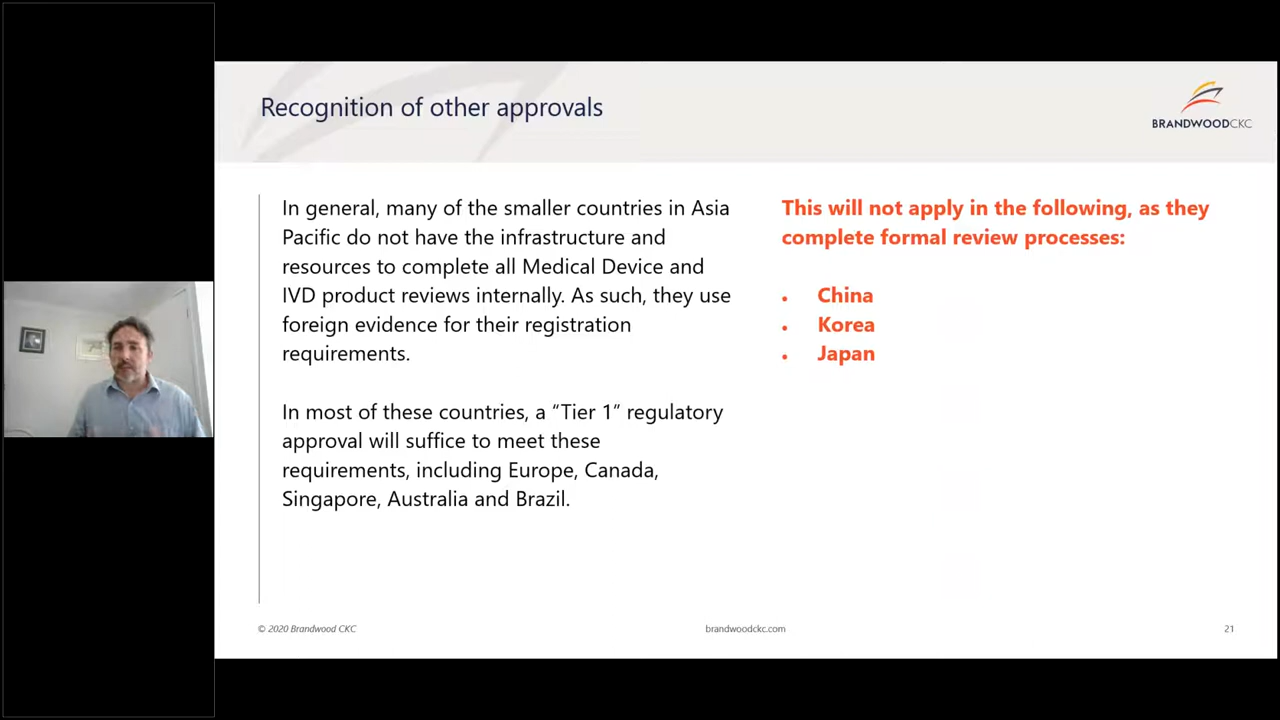 Recognition of other approvals
BRANDWOODCKC
In general, many of the smaller countries in Asia
Pacific do not have the infrastructure and
resources to complete all Medical Device and
IVD product reviews internally. As such, they use
foreign evidence for their registration
requirements.
In most of these countries, a “Tier 1” regulatory
approval will suffice to meet these
requirements, including Europe, Canada,
Singapore, Australia and Brazil.
This will not apply in the following, as they
complete formal review processes:
• China
• Korea
• Japan
© 2020 Brandwood CKC
brandwoodckc.com
21